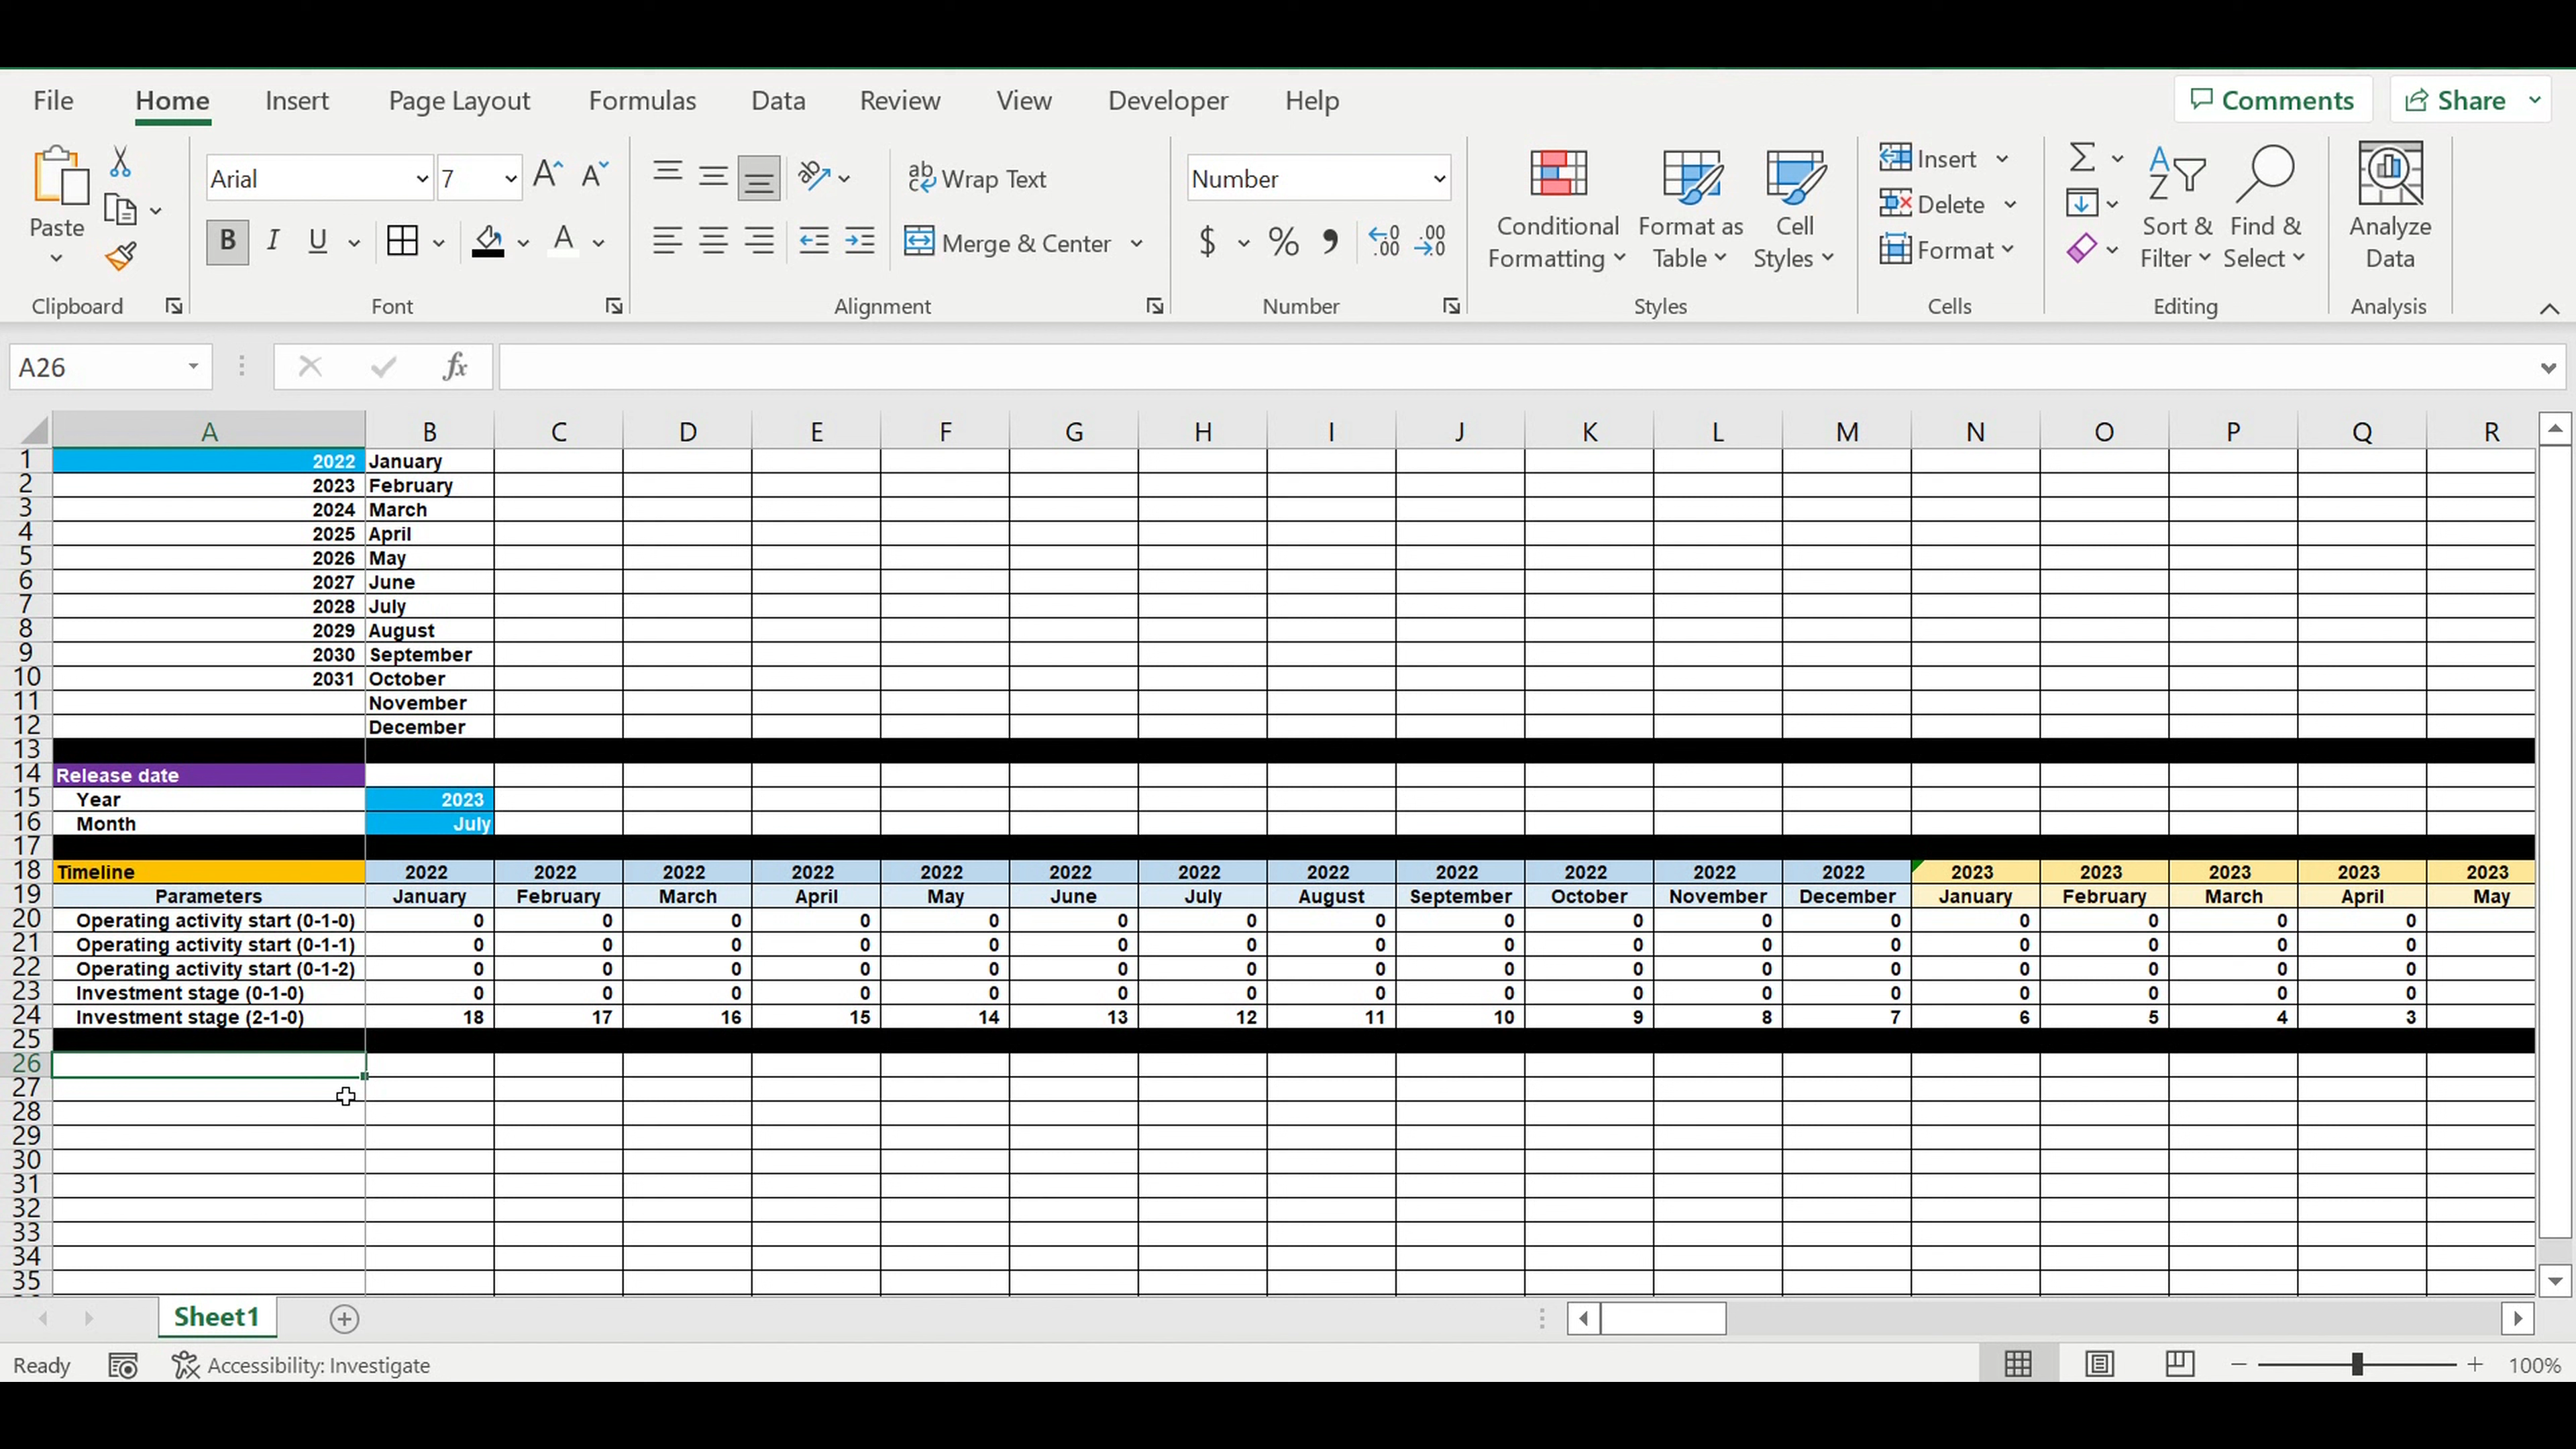 File Home Insert Page Layout Formulas Data Review View Developer Help Comments Share
Paste
Clipboard
Arial 7
B I U A
Font
Wrap Text
Merge & Center
Alignment
Number
$ % , .00 .00
Number
Conditional Formatting
Format as Table
Cell Styles
Styles
Insert
Delete
Format
Cells
Sort & Filter
Find & Select
Editing
Analyze Data
Analysis
A26 fx
A B C D E F G H I J K L M N O P Q R
1 2022 January
2 2023 February
3 2024 March
4 2025 April
5 2026 May
6 2027 June
7 2028 July
8 2029 August
9 2030 September
10 2031 October
11 November
12 December
13
14 Release date
15 Year 2023
16 Month July
17
18 Timeline 2022 2022 2022 2022 2022 2022 2022 2022 2022 2022 2022 2022 2023 2023 2023 2023 2023
19 Parameters January February March April May June July August September October November December January February March April May
20 Operating activity start (0-1-0) 0 0 0 0 0 0 0 0 0 0 0 0 0 0 0 0
21 Operating activity start (0-1-1) 0 0 0 0 0 0 0 0 0 0 0 0 0 0 0 0
22 Operating activity start (0-1-2) 0 0 0 0 0 0 0 0 0 0 0 0 0 0 0 0
23 Investment stage (0-1-0) 0 0 0 0 0 0 0 0 0 0 0 0 0 0 0 0
24 Investment stage (2-1-0) 18 17 16 15 14 13 12 11 10 9 8 7 6 5 4 3
25
26
27
28
29
30
31
32
33
34
35
Sheet1
Ready Accessibility: Investigate 100%